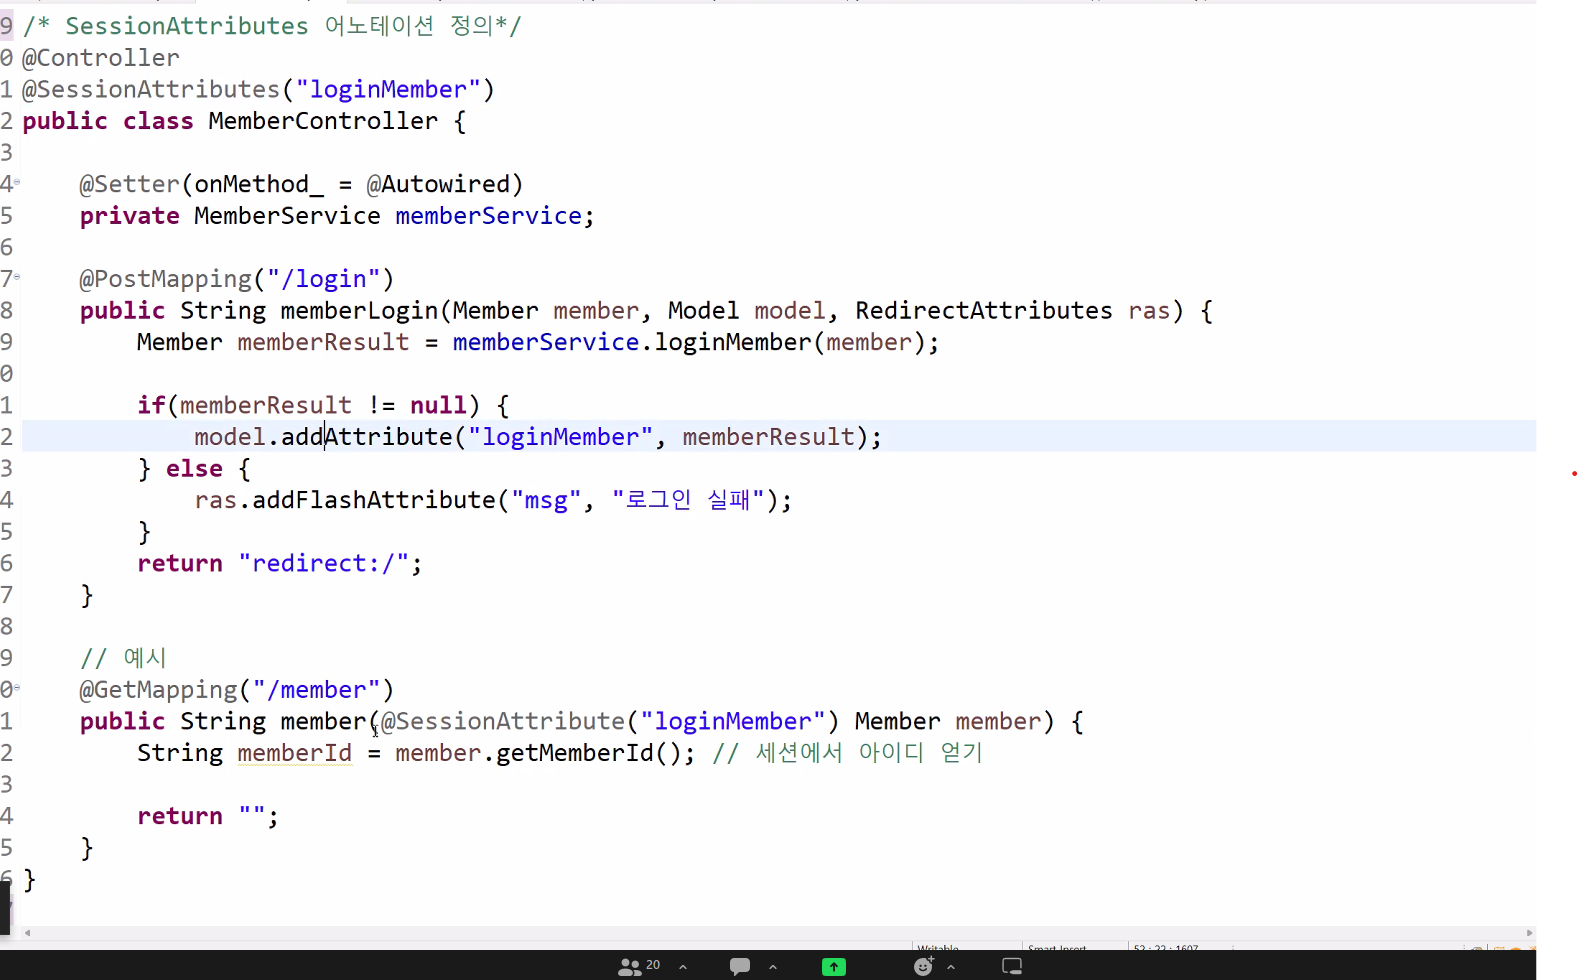 9 /* SessionAttributes 어노테이션 정의*/
0 @Controller
1 @SessionAttributes("loginMember")
2 public class MemberController {
3
4 @Setter(onMethod_ = @Autowired)
5 private MemberService memberService;
6
7 @PostMapping("/login")
8 public String memberLogin(Member member, Model model, RedirectAttributes ras) {
9 Member memberResult = memberService.loginMember(member);
0
1 if(memberResult != null) {
2 model.addAttribute("loginMember", memberResult);
3 } else {
4 ras.addFlashAttribute("msg", "로그인 실패");
5 }
6 return "redirect:/";
7 }
8
9 // 예시
0 @GetMapping("/member")
1 public String member(@SessionAttribute("loginMember") Member member) {
2 String memberId = member.getMemberId(); // 세션에서 아이디 얻기
3
4 return "";
5 }
6 }
Writable Smart Insert 52 : 22 : 1607
20